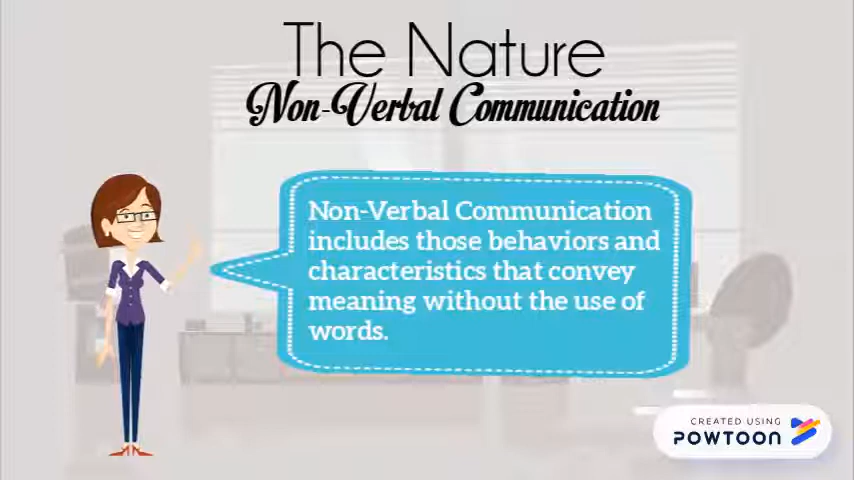 The Nature
Non-Verbal Communication
Non-Verbal Communication
includes those behaviors and
characteristics that convey
meaning without the use of
words.
CREATED USING
POWTOON